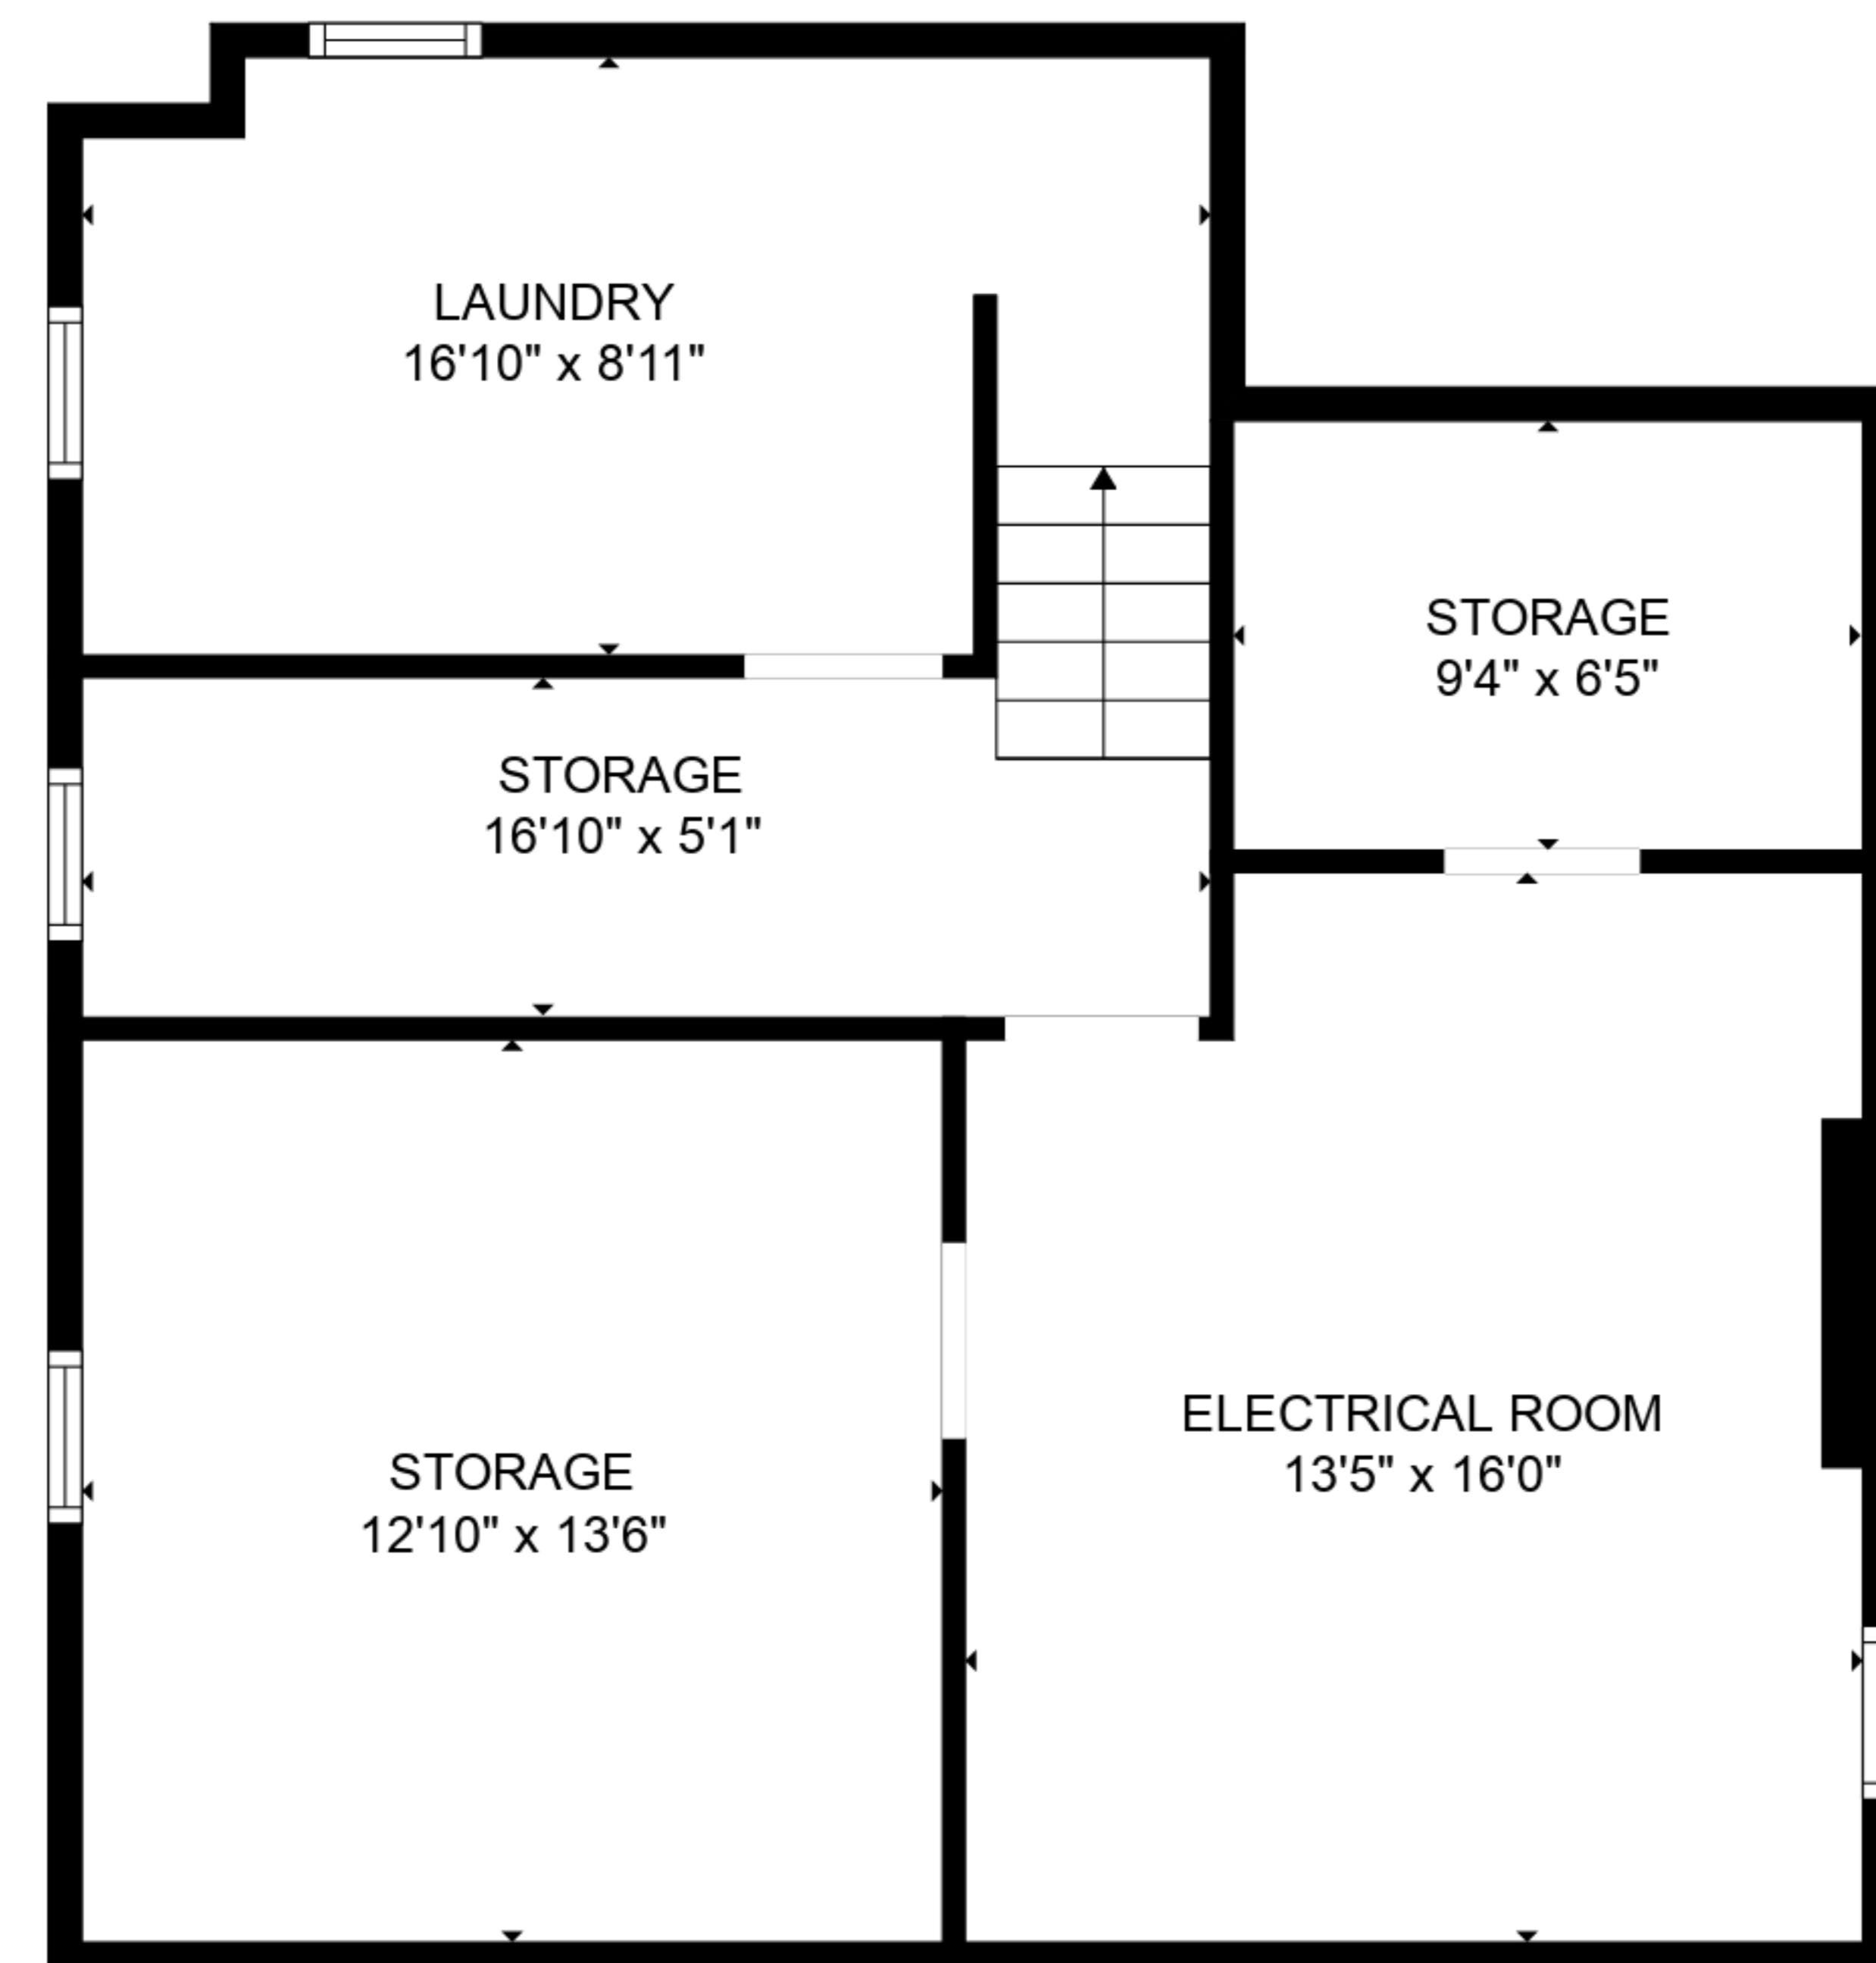 LAUNDRY
16'10" x 8'11"
STORAGE
9'4" x 6'5"
STORAGE
16'10" x 5'1"
ELECTRICAL ROOM
13'5" x 16'0"
STORAGE
12'10" x 13'6"